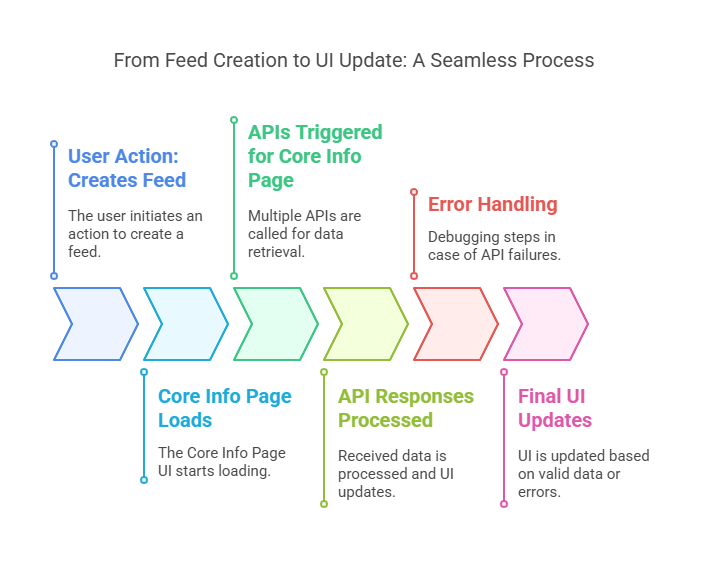 From Feed Creation to UI Update: A Seamless Process
User Action:
Creates Feed
The user initiates an
action to create a
feed.
Core Info Page
Loads
The Core Info Page
UI starts loading.
APIs Triggered
for Core Info
Page
Multiple APIs are
called for data
retrieval.
API Responses
Processed
Received data is
processed and UI
updates.
Error Handling
Debugging steps in
case of API failures.
Final UI
Updates
UI is updated based
on valid data or
errors.